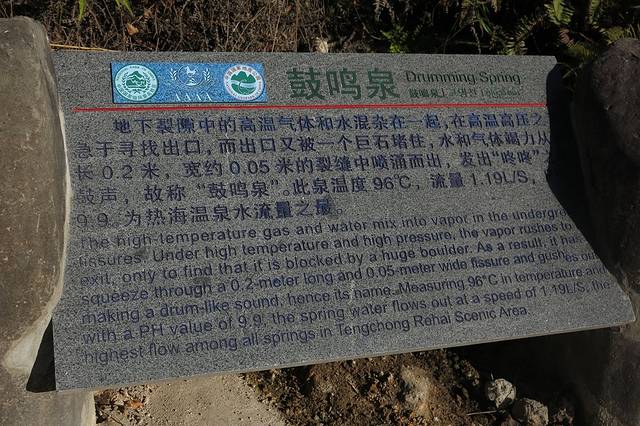 鼓鸣泉 Drumming Spring
AAAA
地下裂隙中的高温气体和水混杂在一起,在高温高压之
急于寻找出口,而出口又被一个巨石堵住,水和气体竭力从
长0.2米,宽约0.05米的裂缝中喷涌而出,发出“咚咚”
鼓声,故称“鼓鸣泉”。此泉温度96℃,流量1.19L/S,
9.9。为热海温泉水流量之最。
The high-temperature gas and water mix into vapor in the undergro
fissures. Under high temperature and high pressure, the vapor rushes to
exit, only to find that it is blocked by a huge boulder. As a result, it has
squeeze through a 0.2-meter long and 0.05-meter wide fissure and gushes out
making a drum-like sound, hence its name. Measuring 96°C in temperature and
with a PH value of 9.9, the spring water flows out at a speed of 1.19L/S, the
highest flow among all springs in Tengchong Rehai Scenic Area.